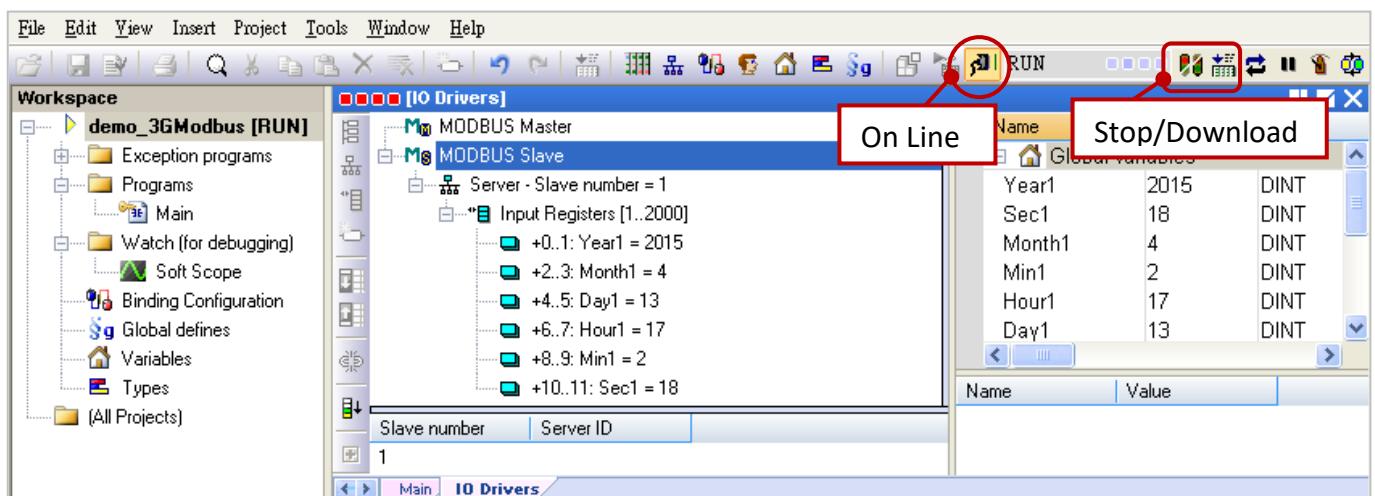 File Edit View Insert Project Tools Window Help
RUN
Workspace
demo_3GModbus [RUN]
Exception programs
Programs
Main
Watch (for debugging)
Soft Scope
Binding Configuration
Global defines
Variables
Types
(All Projects)
[IO Drivers]
MODBUS Master
MODBUS Slave
Server - Slave number = 1
Input Registers [1..2000]
+0..1: Year1 = 2015
+2..3: Month1 = 4
+4..5: Day1 = 13
+6..7: Hour1 = 17
+8..9: Min1 = 2
+10..11: Sec1 = 18
Slave number Server ID
1
Main IO Drivers
On Line
Stop/Download
Name
Global variables
Year1 2015 DINT
Sec1 18 DINT
Month1 4 DINT
Min1 2 DINT
Hour1 17 DINT
Day1 13 DINT
Name Value